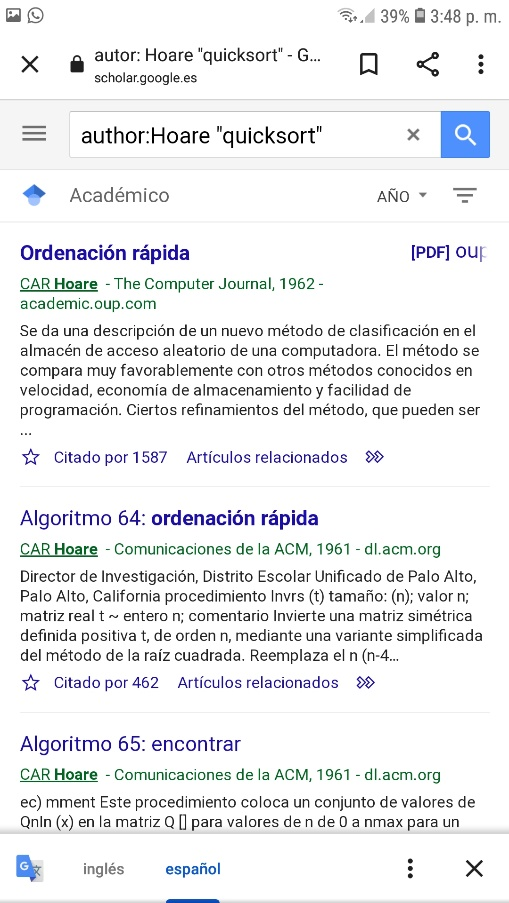 39% 3:48 p. m.
autor: Hoare "quicksort" - G...
scholar.google.es
author:Hoare "quicksort"
Académico
AÑO
Ordenación rápida
[PDF] oup
CAR Hoare - The Computer Journal, 1962 -
academic.oup.com
Se da una descripción de un nuevo método de clasificación en el
almacén de acceso aleatorio de una computadora. El método se
compara muy favorablemente con otros métodos conocidos en
velocidad, economía de almacenamiento y facilidad de
programación. Ciertos refinamientos del método, que pueden ser
...
Citado por 1587 Artículos relacionados
Algoritmo 64: ordenación rápida
CAR Hoare - Comunicaciones de la ACM, 1961 - dl.acm.org
Director de Investigación, Distrito Escolar Unificado de Palo Alto,
Palo Alto, California procedimiento Invrs (t) tamaño: (n); valor n;
matriz real t ~ entero n; comentario Invierte una matriz simétrica
definida positiva t, de orden n, mediante una variante simplificada
del método de la raíz cuadrada. Reemplaza el n (n-4...
Citado por 462 Artículos relacionados
Algoritmo 65: encontrar
CAR Hoare - Comunicaciones de la ACM, 1961 - dl.acm.org
ec) mment Este procedimiento coloca un conjunto de valores de
Qnln (x) en la matriz Q [] para valores de n de 0 a nmax para un
G inglés español